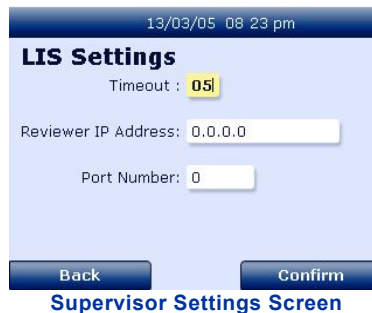 13/03/05 08 23 pm
LIS Settings
Timeout : 05
Reviewer IP Address: 0.0.0.0
Port Number: 0
Back Confirm
Supervisor Settings Screen